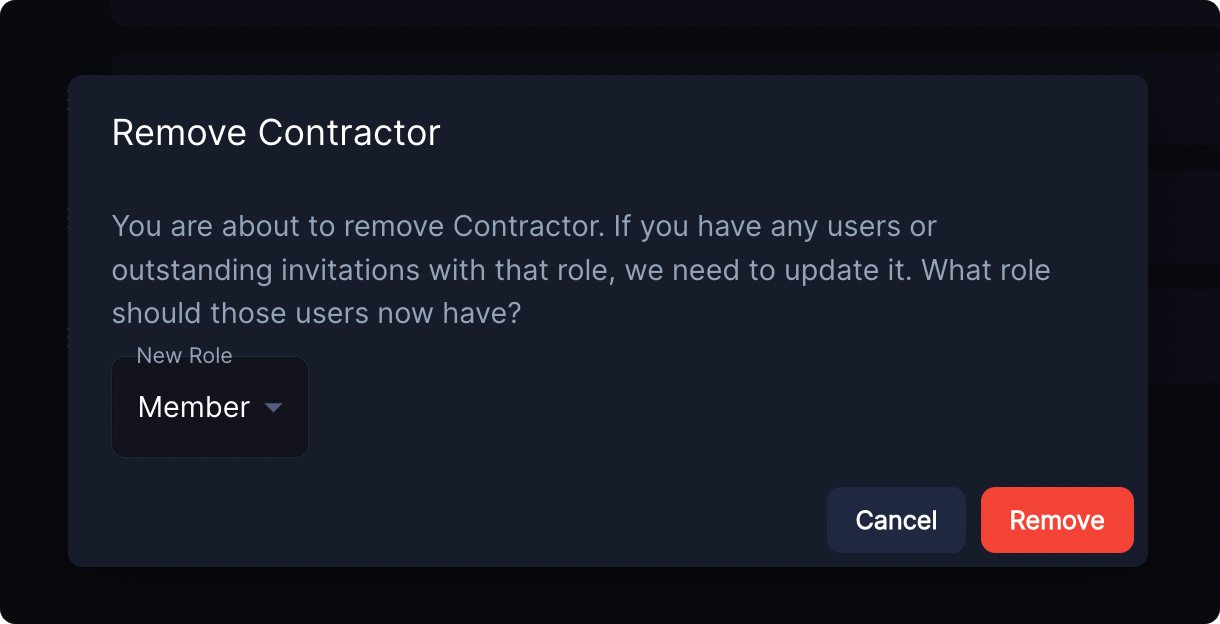 Remove Contractor
You are about to remove Contractor. If you have any users or
outstanding invitations with that role, we need to update it. What role
should those users now have?
New Role
Member
Cancel
Remove